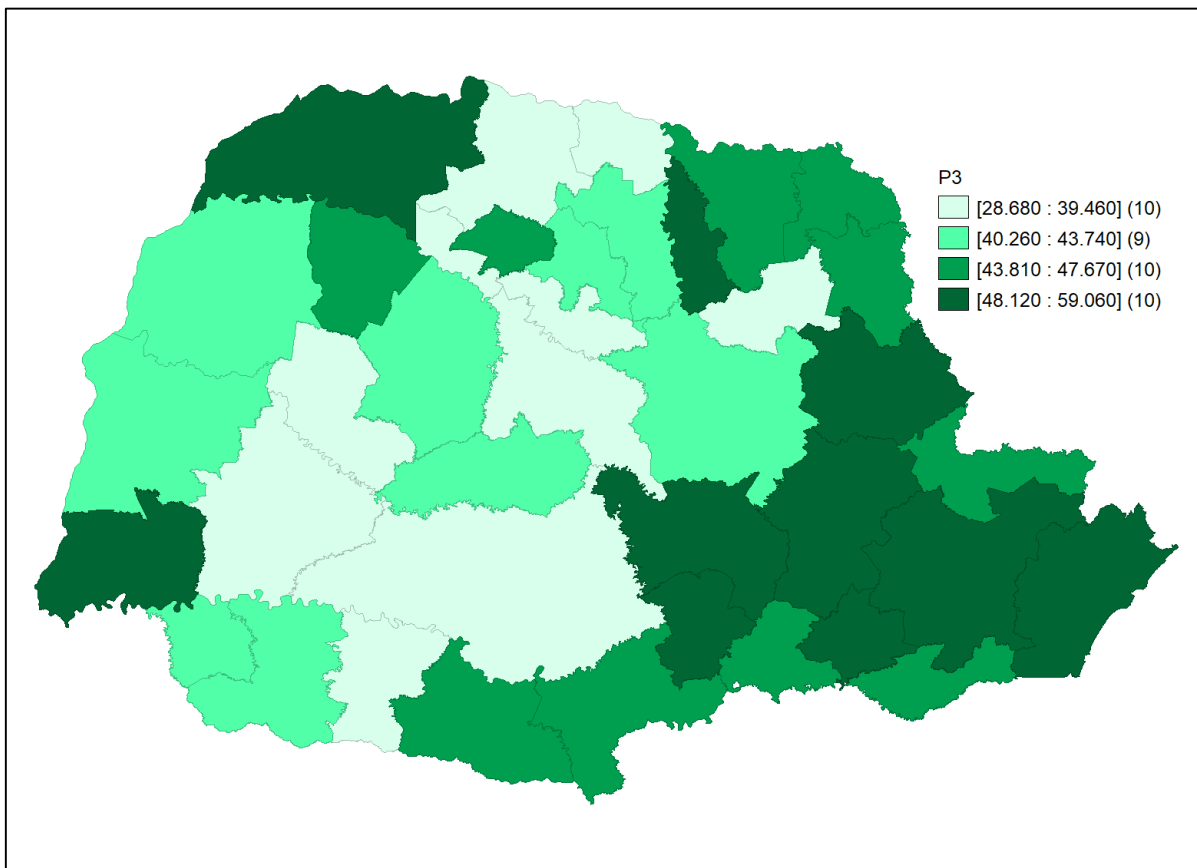 P3
[28.680 : 39.460] (10)
[40.260 : 43.740] (9)
[43.810 : 47.670] (10)
[48.120 : 59.060] (10)